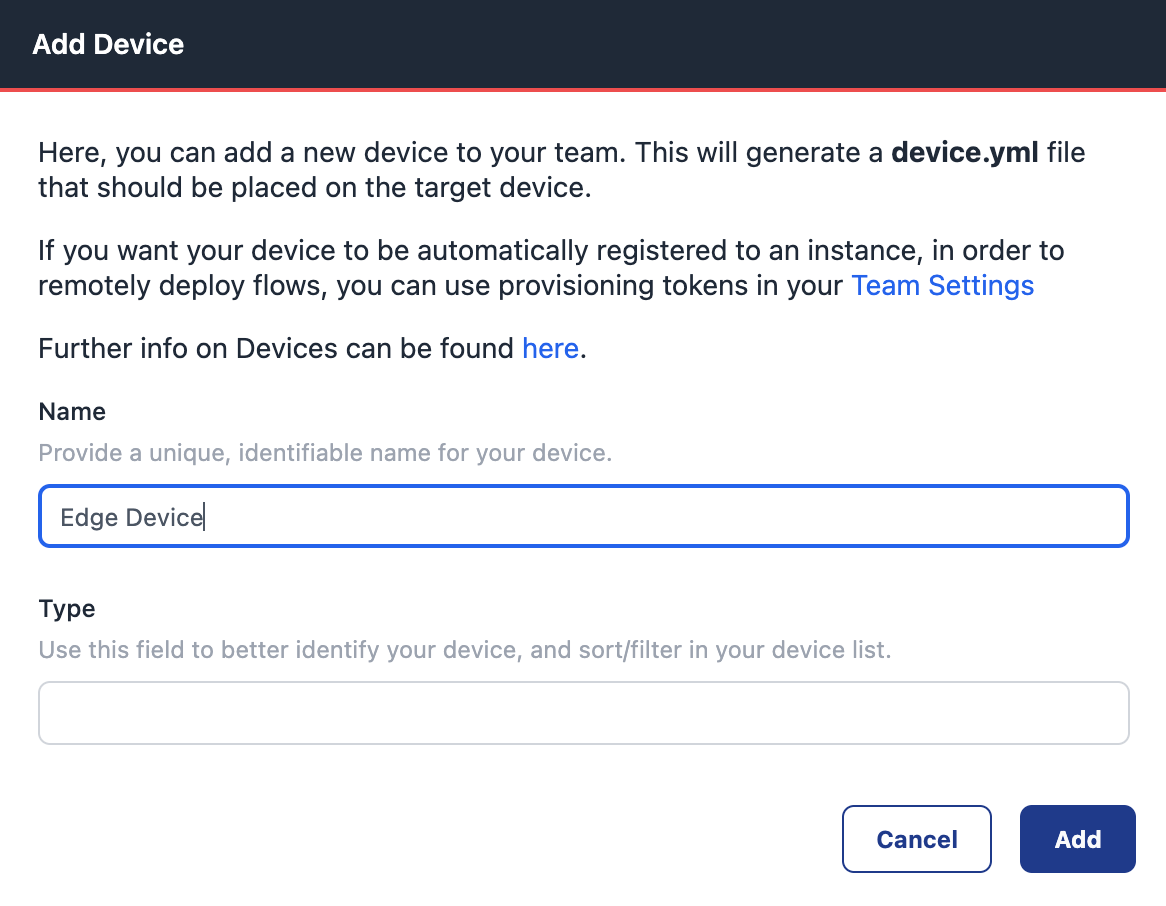 Add Device
Here, you can add a new device to your team. This will generate a device.yml file
that should be placed on the target device.
If you want your device to be automatically registered to an instance, in order to
remotely deploy flows, you can use provisioning tokens in your Team Settings
Further info on Devices can be found here.
Name
Provide a unique, identifiable name for your device.
Edge Device
Type
Use this field to better identify your device, and sort/filter in your device list.
Cancel
Add